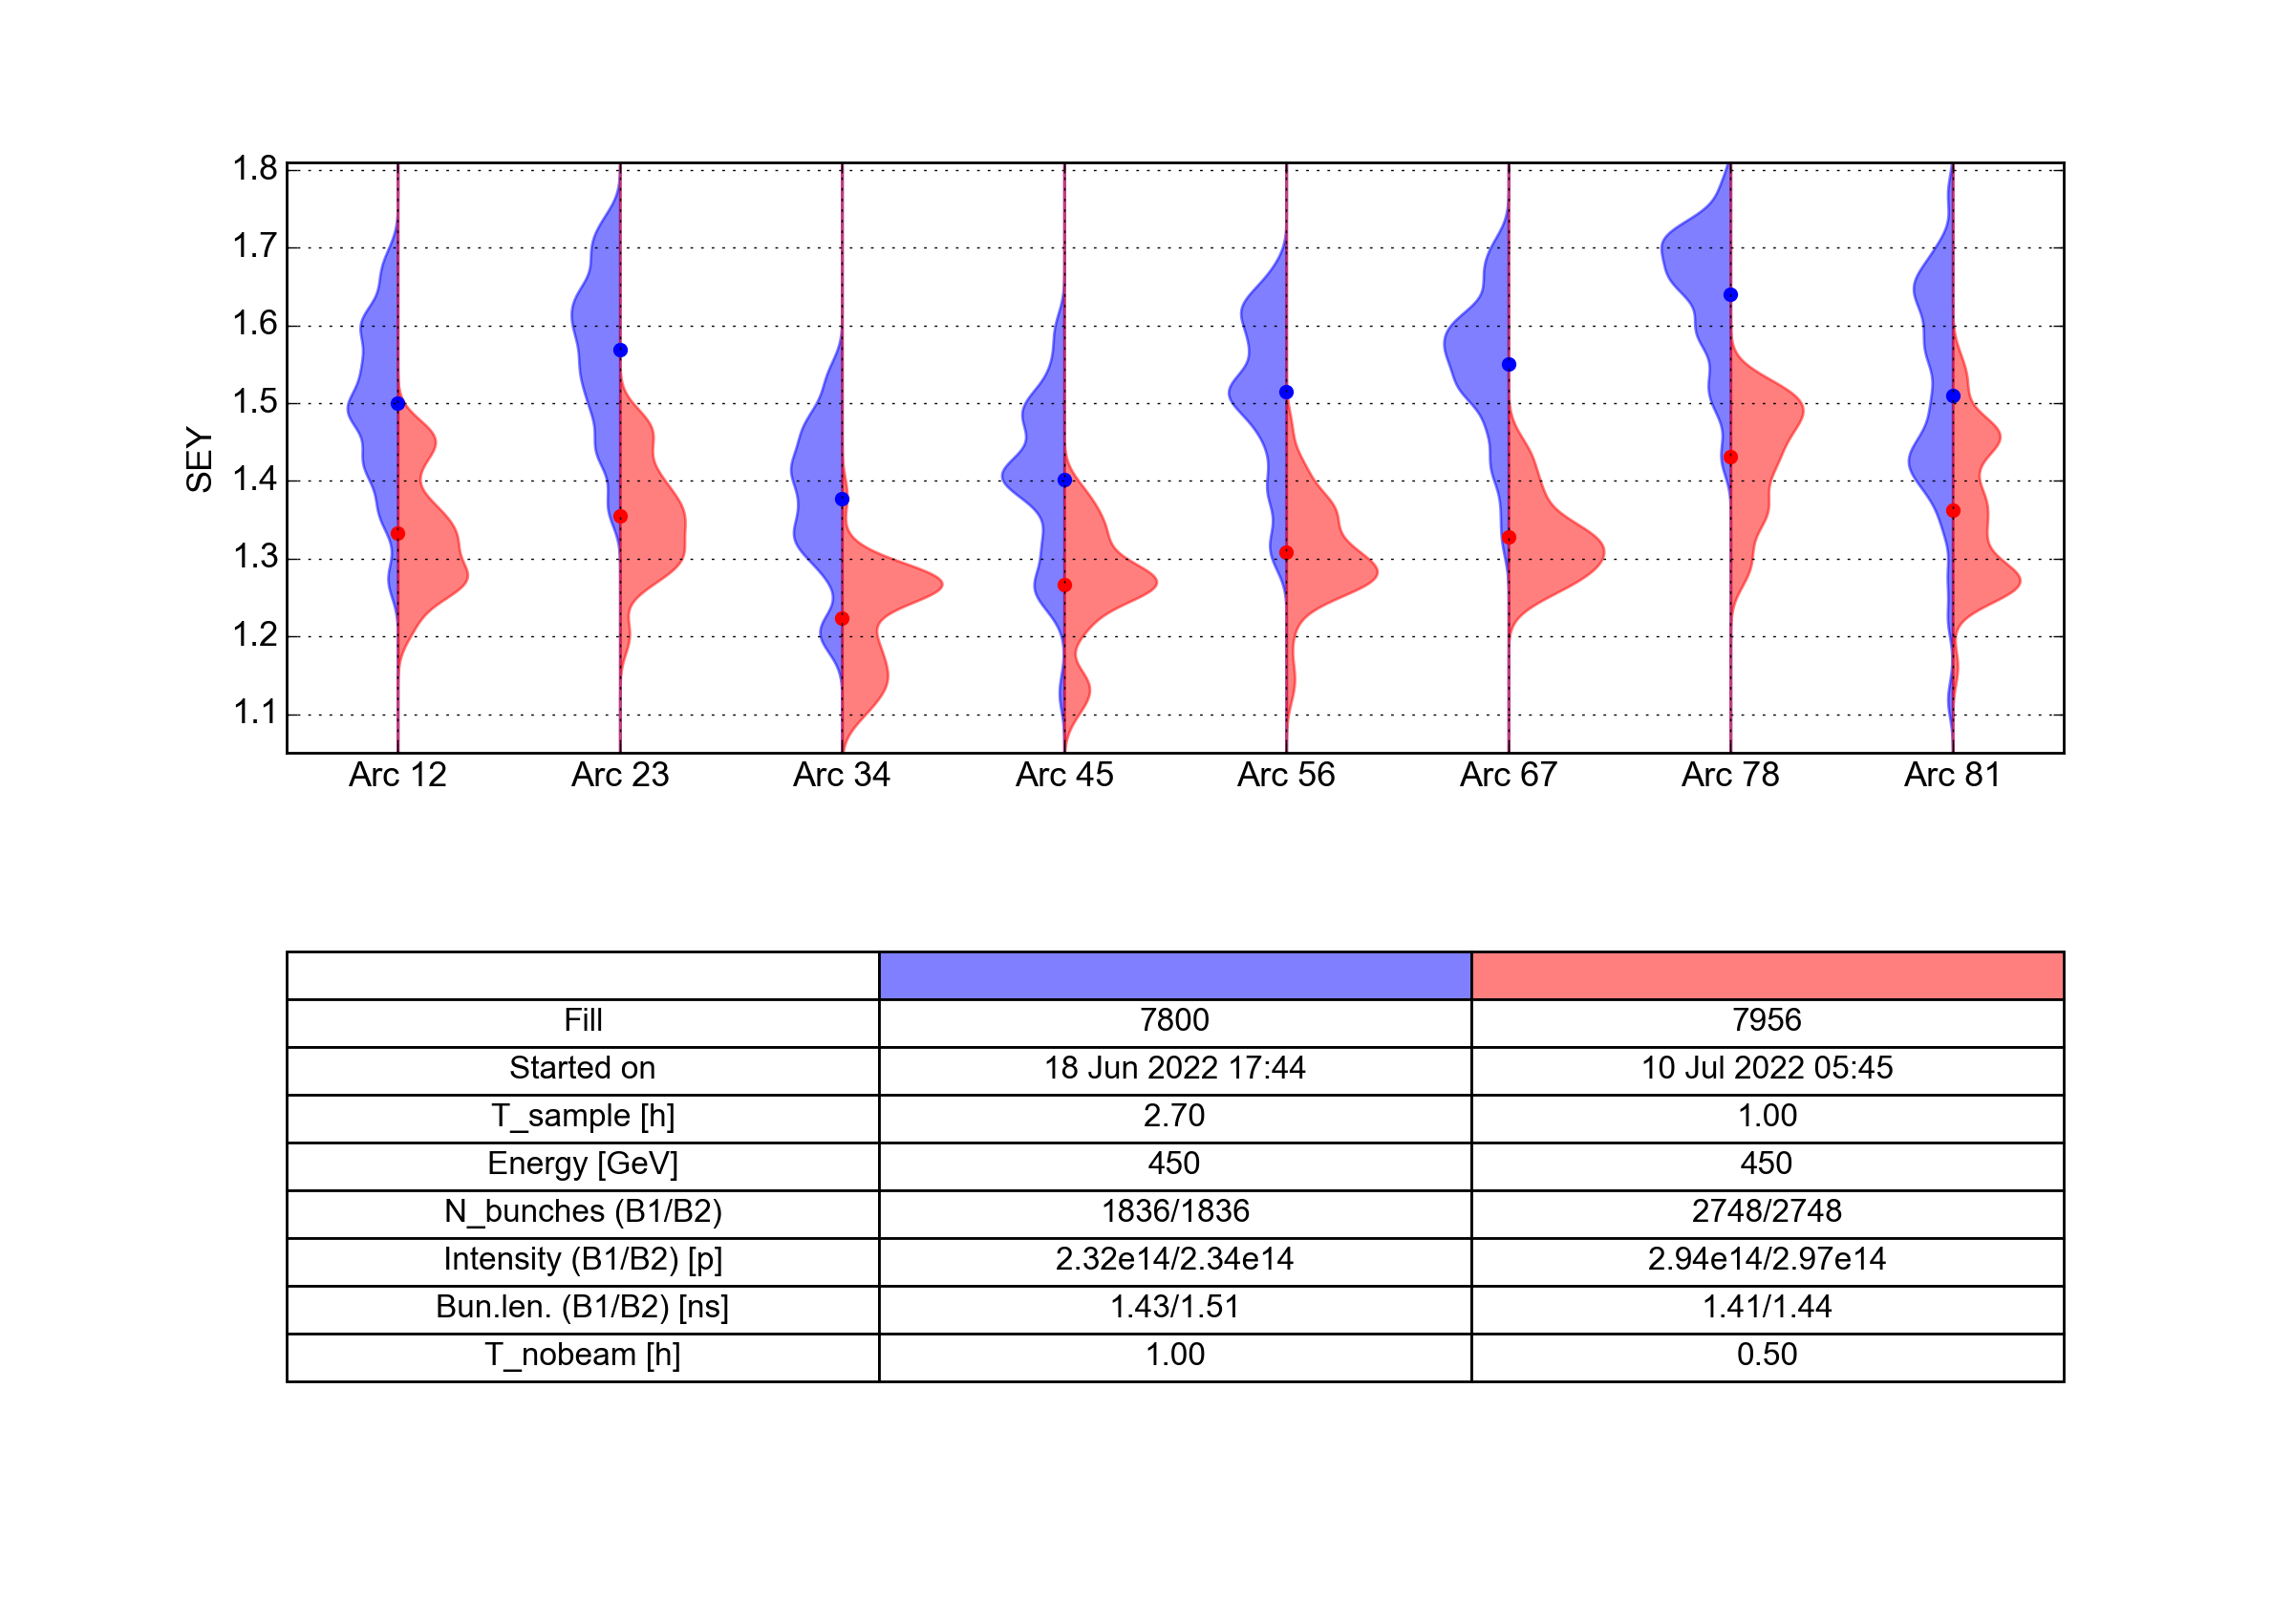 1.8
1.7
1.6
1.5
1.4
1.3
1.2
1.1
SEY
Arc 12 Arc 23 Arc 34 Arc 45 Arc 56 Arc 67 Arc 78 Arc 81
Fill 7800 7956
Started on 18 Jun 2022 17:44 10 Jul 2022 05:45
T_sample [h] 2.70 1.00
Energy [GeV] 450 450
N_bunches (B1/B2) 1836/1836 2748/2748
Intensity (B1/B2) [p] 2.32e14/2.34e14 2.94e14/2.97e14
Bun.len. (B1/B2) [ns] 1.43/1.51 1.41/1.44
T_nobeam [h] 1.00 0.50